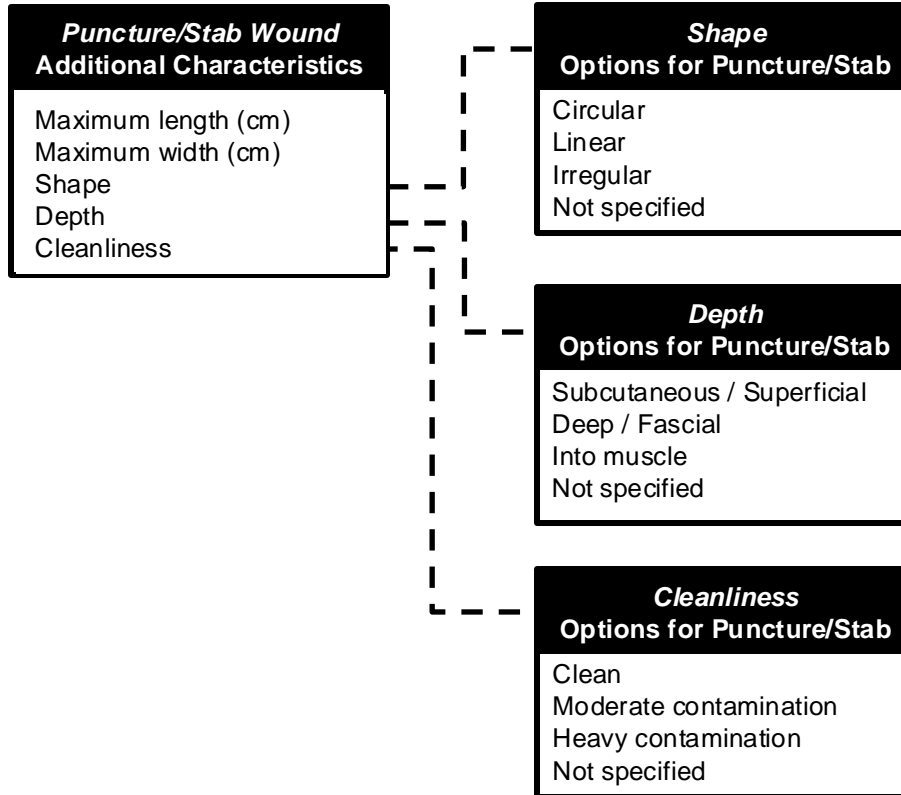 Puncture/Stab Wound
Additional Characteristics
Maximum length (cm)
Maximum width (cm)
Shape
Depth
Cleanliness
Shape
Options for Puncture/Stab
Circular
Linear
Irregular
Not specified
Depth
Options for Puncture/Stab
Subcutaneous / Superficial
Deep / Fascial
Into muscle
Not specified
Cleanliness
Options for Puncture/Stab
Clean
Moderate contamination
Heavy contamination
Not specified